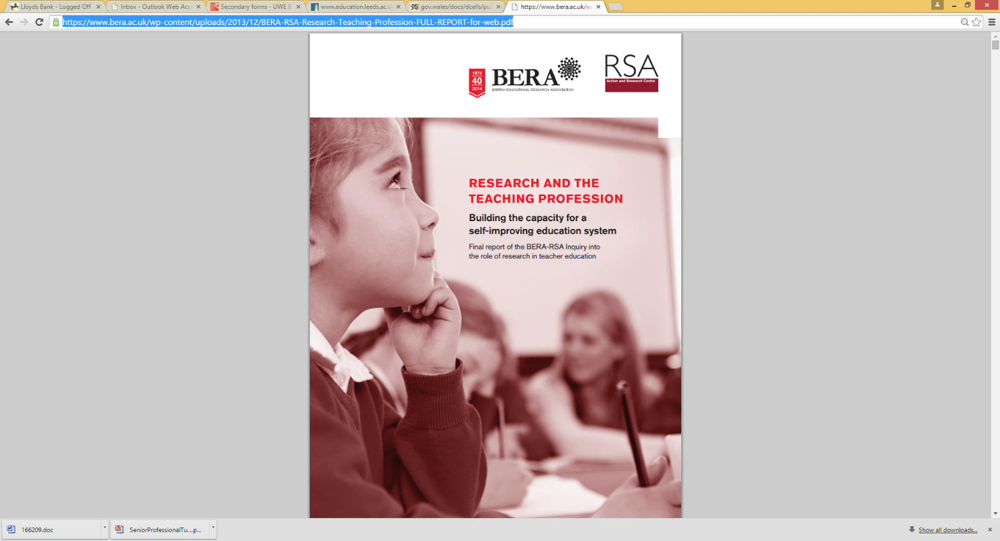 Lloyds Bank - Logged Off
Inbox - Outlook Web Acc
Secondary forms - UWE B
www.education.leeds.ac.u
gov.wales/docs/dcells/pu
https://www.bera.ac.uk/w
https://www.bera.ac.uk/wp-content/uploads/2013/12/BERA-RSA-Research-Teaching-Profession-FULL-REPORT-for-web.pdf
1974
40
2014
BERA
BRITISH EDUCATIONAL RESEARCH ASSOCIATION
RSA
Action and Research Centre
RESEARCH AND THE
TEACHING PROFESSION
Building the capacity for a
self-improving education system
Final report of the BERA-RSA Inquiry into
the role of research in teacher education
166209.doc
SeniorProfessionalTu....p...
Show all downloads...